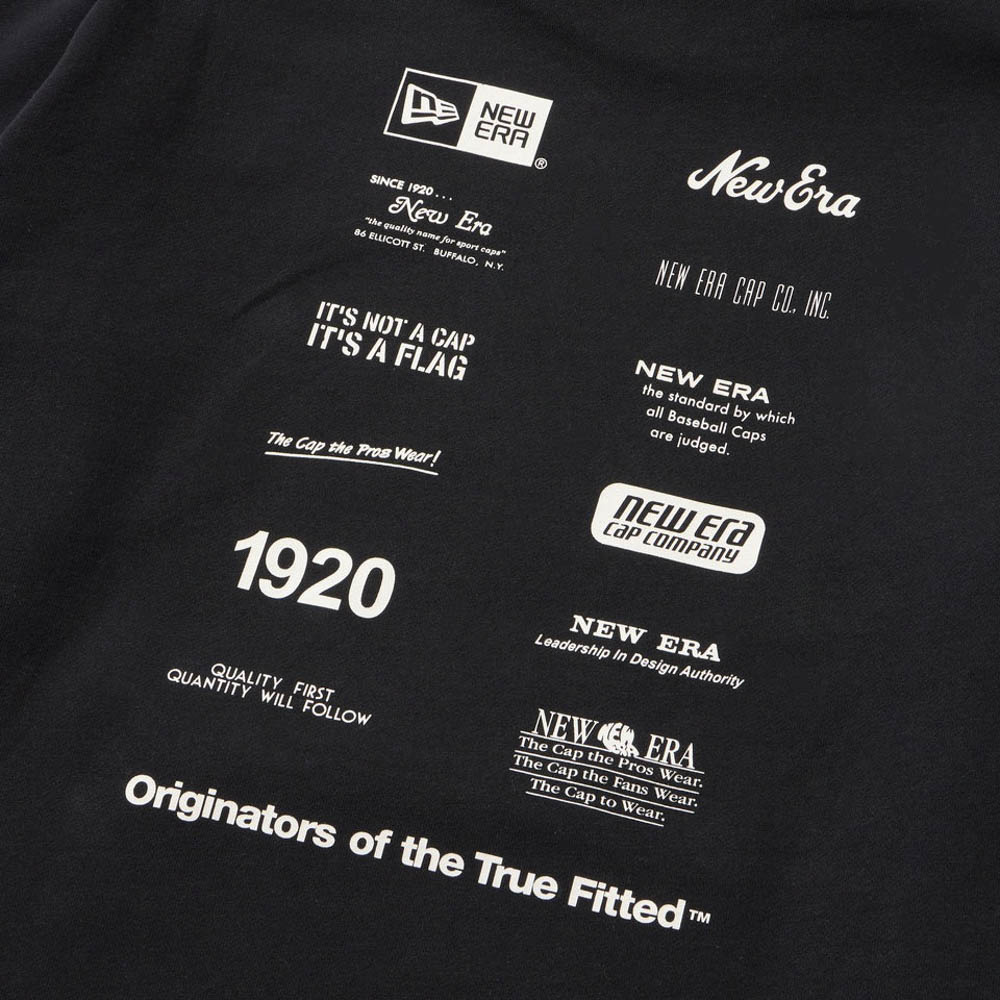 NE NEW
ERA®
SINCE 1920...
New Era
"the quality name for sport caps"
86 ELLICOTT ST. BUFFALO, N.Y.
IT'S NOT A CAP
IT'S A FLAG
The Cap the Pros Wear!
1920
QUALITY FIRST
QUANTITY WILL FOLLOW
New Era
NEW ERA CAP CO., INC.
NEW ERA
the standard by which
all Baseball Caps
are judged.
new era
cap company
NEW ERA
Leadership In Design Authority
NEW NEW ERA ERA
The Cap the Pros Wear.
The Cap the Fans Wear.
The Cap to Wear.
Originators of the True Fitted™